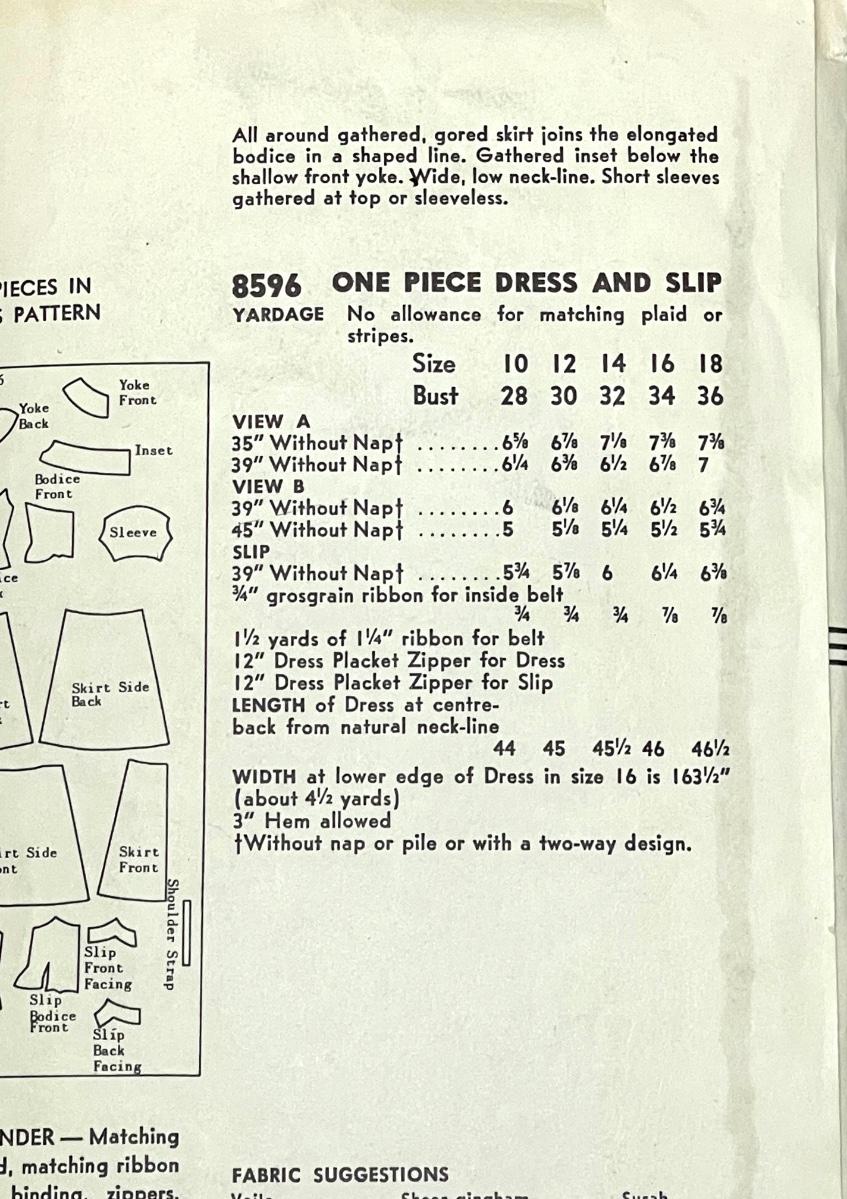 All around gathered, gored skirt joins the elongated
bodice in a shaped line. Gathered inset below the
shallow front yoke. Wide, low neck-line. Short sleeves
gathered at top or sleeveless.
PIECES IN
PATTERN
8596 ONE PIECE DRESS AND SLIP
YARDAGE No allowance for matching plaid or
stripes.
Size 10 12 14 16 18
Bust 28 30 32 34 36
VIEW A
35" Without Nap† ........6⅝ 6⅞ 7⅛ 7⅜ 7⅜
39" Without Nap† ........6¼ 6⅜ 6½ 6⅞ 7
VIEW B
39" Without Nap† ........6 6⅛ 6¼ 6½ 6¾
45" Without Nap† ........5 5⅛ 5¼ 5½ 5¾
SLIP
39" Without Nap† ........5¾ 5⅞ 6 6¼ 6⅜
¾" grosgrain ribbon for inside belt
¾ ¾ ¾ ⅞ ⅞
1½ yards of 1¼" ribbon for belt
12" Dress Placket Zipper for Dress
12" Dress Placket Zipper for Slip
LENGTH of Dress at centre-
back from natural neck-line
44 45 45½ 46 46½
WIDTH at lower edge of Dress in size 16 is 163½"
(about 4½ yards)
3" Hem allowed
†Without nap or pile or with a two-way design.
Yoke
Front
Yoke
Back
Inset
Bodice
Front
Sleeve
Skirt Side
Back
Side
Skirt
Front
Shoulder Strap
Slip
Front
Facing
Slip
Bodice
Front
Slip
Back
Facing
NDER — Matching
matching ribbon
binding, zippers.
FABRIC SUGGESTIONS
Voile Sheer gingham Surah